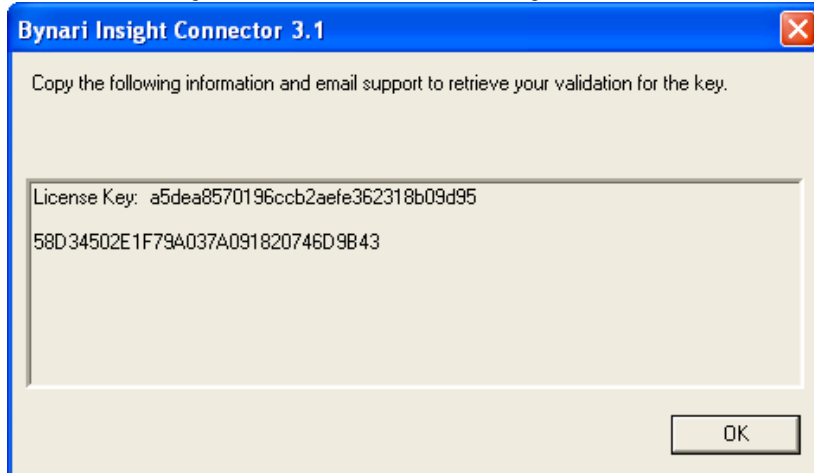 Bynari Insight Connector 3.1
Copy the following information and email support to retrieve your validation for the key.
License Key: a5dea8570196ccb2aefe362318b09d95
58D34502E1F79A037A091820746D9B43
OK